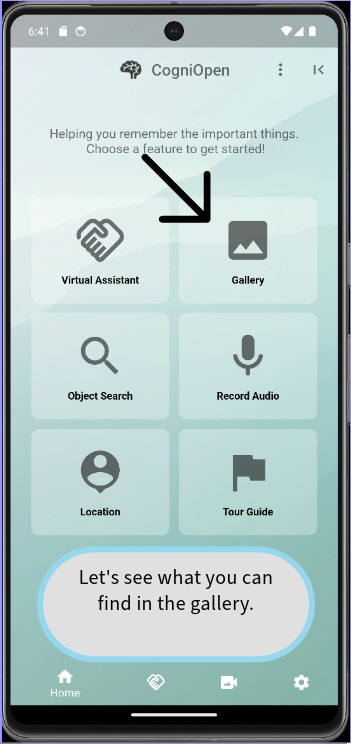 6:41
CogniOpen
Helping you remember the important things.
Choose a feature to get started!
Virtual Assistant
Gallery
Object Search
Record Audio
Location
Tour Guide
Let's see what you can
find in the gallery.
Home